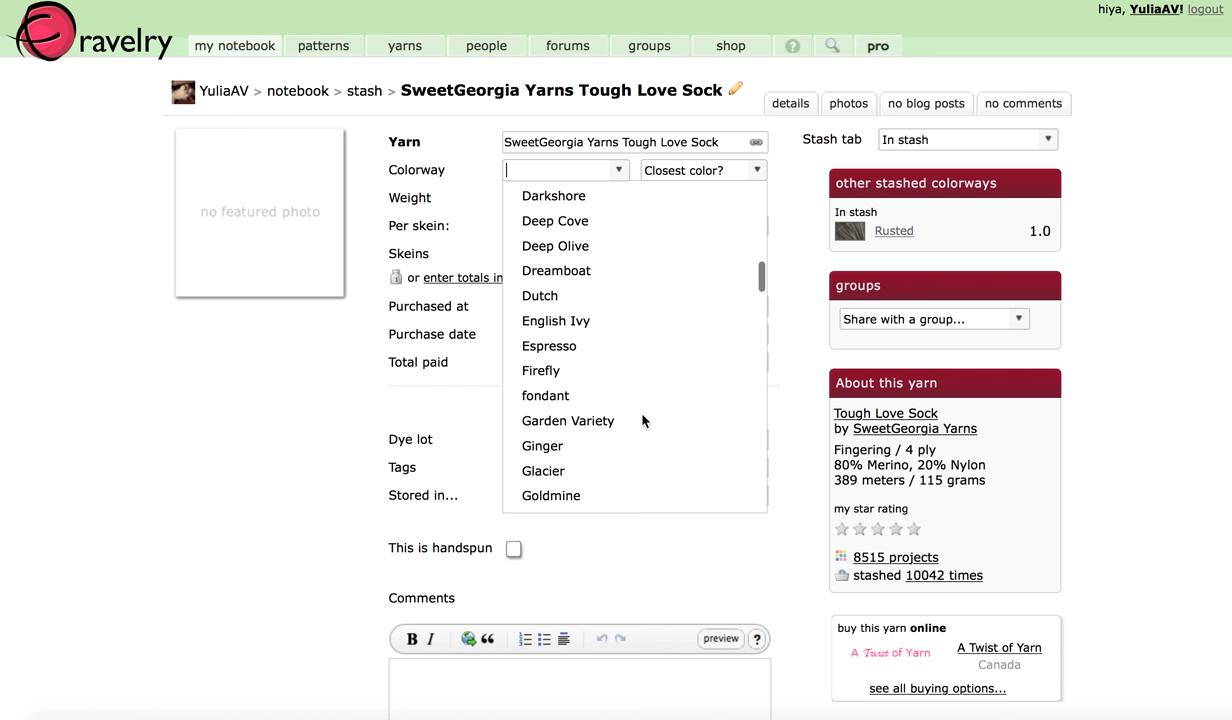 hiya, YuliaAV! logout
ravelry
my notebook patterns yarns people forums groups shop ? pro
YuliaAV > notebook > stash > SweetGeorgia Yarns Tough Love Sock
details photos no blog posts no comments
no featured photo
Yarn SweetGeorgia Yarns Tough Love Sock
Colorway Closest color?
Weight
Per skein:
Skeins
or enter totals in
Purchased at
Purchase date
Total paid
Dye lot
Tags
Stored in...
Darkshore
Deep Cove
Deep Olive
Dreamboat
Dutch
English Ivy
Espresso
Firefly
fondant
Garden Variety
Ginger
Glacier
Goldmine
This is handspun
Comments
B I preview ?
Stash tab In stash
other stashed colorways
In stash
Rusted 1.0
groups
Share with a group...
About this yarn
Tough Love Sock
by SweetGeorgia Yarns
Fingering / 4 ply
80% Merino, 20% Nylon
389 meters / 115 grams
my star rating
8515 projects
stashed 10042 times
buy this yarn online
A Twist of Yarn A Twist of Yarn
Canada
see all buying options...